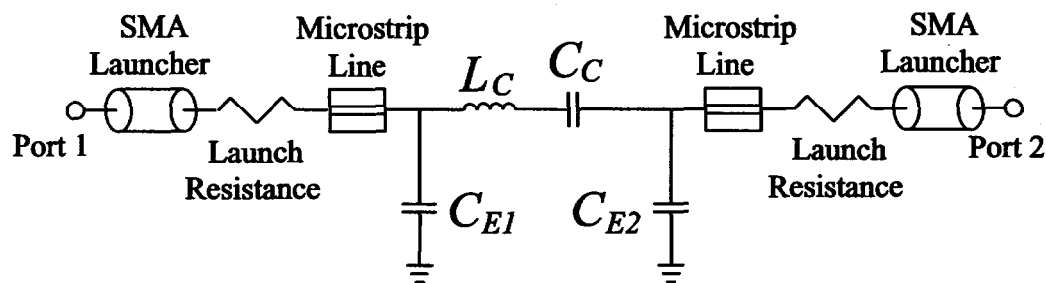 SMA
Launcher
Microstrip
Line
L_C
C_C
Microstrip
Line
SMA
Launcher
Port 1
Launch
Resistance
C_E1
C_E2
Launch
Resistance
Port 2